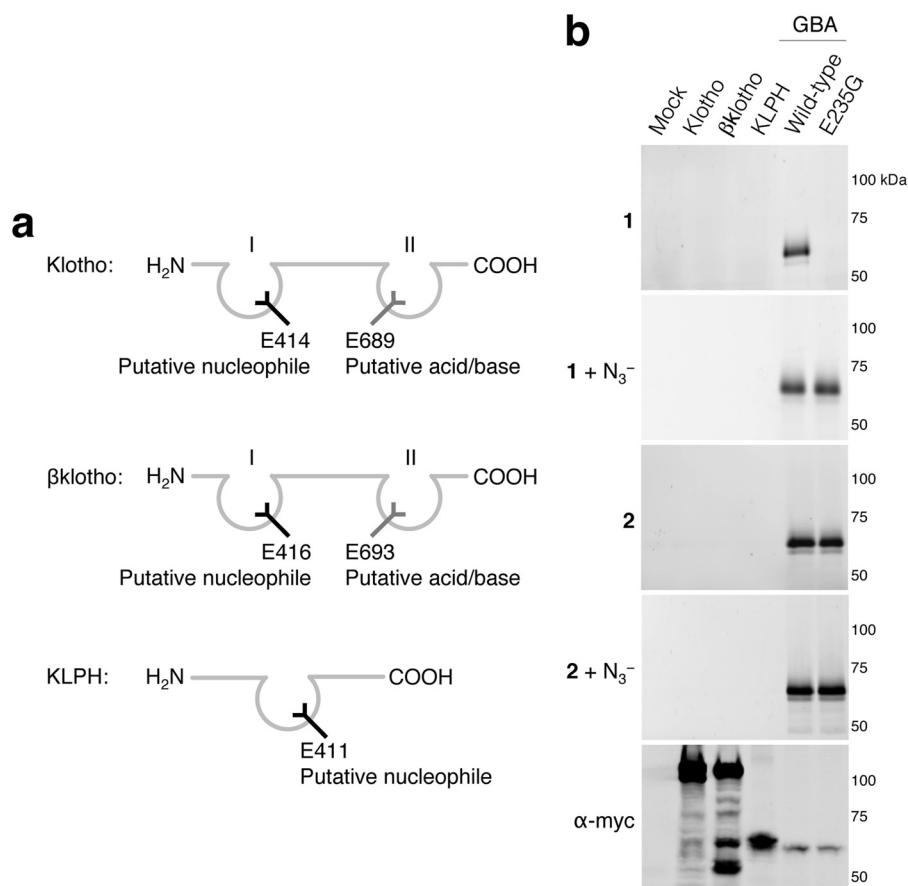 a
Klotho:
I
II
H₂N
COOH
E414
Putative nucleophile
E689
Putative acid/base
βklotho:
I
II
H₂N
COOH
E416
Putative nucleophile
E693
Putative acid/base
KLPH:
H₂N
COOH
E411
Putative nucleophile
b
GBA
Mock
Klotho
βklotho
KLPH
Wild-type
E235G
1
100 kDa
75
50
1 + N₃⁻
100
75
50
2
100
75
50
2 + N₃⁻
100
75
50
α-myc
100
75
50